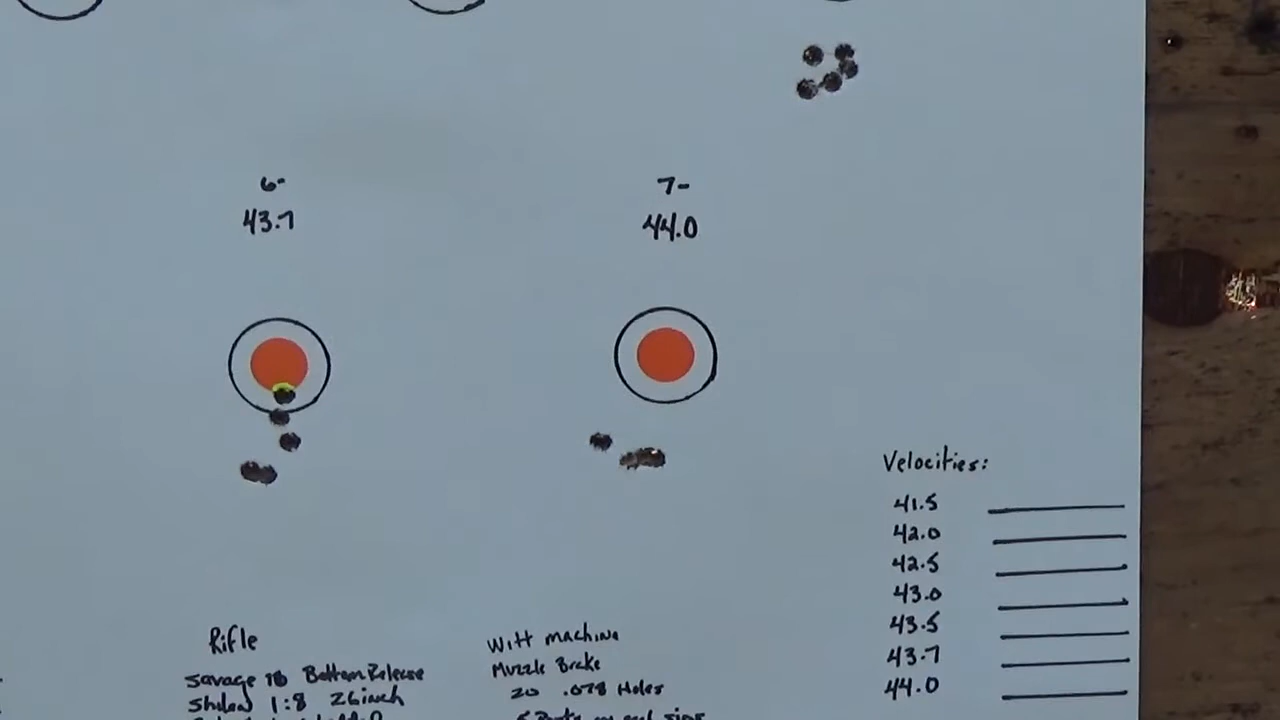 6-
43.7
7-
44.0
Velocities:
41.5
42.0
42.5
43.0
43.5
43.7
44.0
Rifle
Savage 10 Bottom Release
Shilen 1:8 26inch
Witt machine
Muzzle Brake
20 .078 Holes